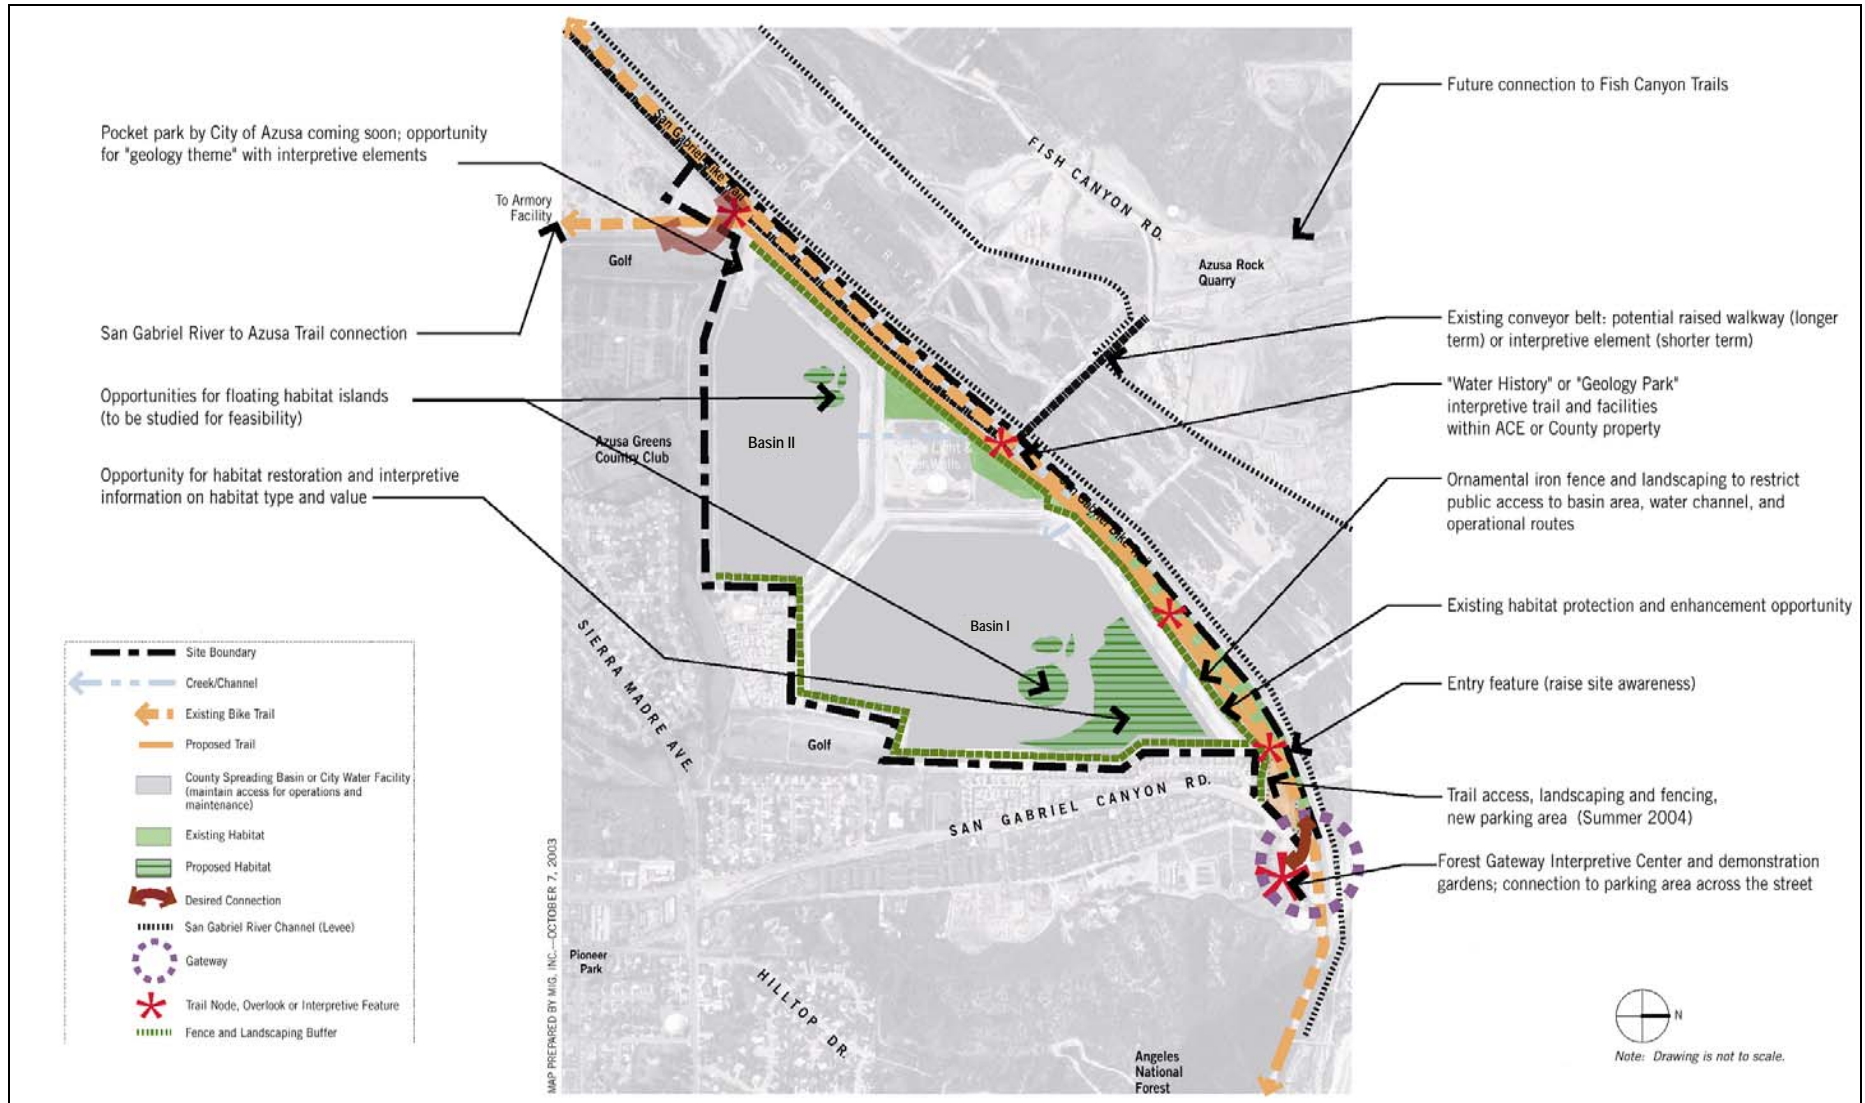 Pocket park by City of Azusa coming soon; opportunity
for "geology theme" with interpretive elements
To Armory
Facility
San Gabriel River to Azusa Trail connection
Opportunities for floating habitat islands
(to be studied for feasibility)
Opportunity for habitat restoration and interpretive
information on habitat type and value
Site Boundary
Creek/Channel
Existing Bike Trail
Proposed Trail
County Spreading Basin or City Water Facility
(maintain access for operations and
maintenance)
Existing Habitat
Proposed Habitat
Desired Connection
San Gabriel River Channel (Levee)
Gateway
Trail Node, Overlook or Interpretive Feature
Fence and Landscaping Buffer
MAP PREPARED BY MIG, INC.—OCTOBER 7, 2003
San Gabriel Bike Trail
FISH CANYON RD.
Golf
Azusa Rock
Quarry
Azusa Greens
Country Club
Basin II
Light &
Wells
San Gabriel Bike
Basin I
SIERRA MADRE AVE.
Golf
SAN GABRIEL CANYON RD.
Pioneer
Park
HILLTOP DR.
Angeles
National
Forest
Future connection to Fish Canyon Trails
Existing conveyor belt: potential raised walkway (longer
term) or interpretive element (shorter term)
"Water History" or "Geology Park"
interpretive trail and facilities
within ACE or County property
Ornamental iron fence and landscaping to restrict
public access to basin area, water channel, and
operational routes
Existing habitat protection and enhancement opportunity
Entry feature (raise site awareness)
Trail access, landscaping and fencing,
new parking area (Summer 2004)
Forest Gateway Interpretive Center and demonstration
gardens; connection to parking area across the street
N
Note: Drawing is not to scale.